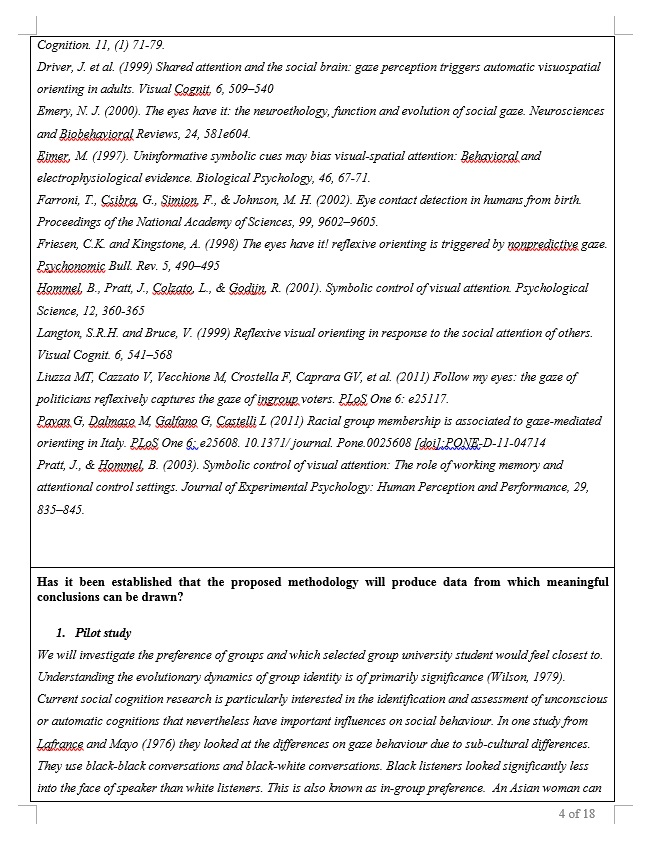 Cognition. 11, (1) 71-79.
Driver, J. et al. (1999) Shared attention and the social brain: gaze perception triggers automatic visuospatial
orienting in adults. Visual Cognit. 6, 509–540
Emery, N. J. (2000). The eyes have it: the neuroethology, function and evolution of social gaze. Neurosciences
and Biobehavioral Reviews, 24, 581e604.
Eimer, M. (1997). Uninformative symbolic cues may bias visual-spatial attention: Behavioral and
electrophysiological evidence. Biological Psychology, 46, 67-71.
Farroni, T., Csibra, G., Simion, F., & Johnson, M. H. (2002). Eye contact detection in humans from birth.
Proceedings of the National Academy of Sciences, 99, 9602–9605.
Friesen, C.K. and Kingstone, A. (1998) The eyes have it! reflexive orienting is triggered by nonpredictive gaze.
Psychonomic Bull. Rev. 5, 490–495
Hommel, B., Pratt, J., Colzato, L., & Godijn, R. (2001). Symbolic control of visual attention. Psychological
Science, 12, 360-365
Langton, S.R.H. and Bruce, V. (1999) Reflexive visual orienting in response to the social attention of others.
Visual Cognit. 6, 541–568
Liuzza MT, Cazzato V, Vecchione M, Crostella F, Caprara GV, et al. (2011) Follow my eyes: the gaze of
politicians reflexively captures the gaze of ingroup voters. PLoS One 6: e25117.
Pavan G, Dalmaso M, Galfano G, Castelli L (2011) Racial group membership is associated to gaze-mediated
orienting in Italy. PLoS One 6: e25608. 10.1371/ journal. Pone.0025608 [doi];PONE-D-11-04714
Pratt, J., & Hommel, B. (2003). Symbolic control of visual attention: The role of working memory and
attentional control settings. Journal of Experimental Psychology: Human Perception and Performance, 29,
835–845.
Has it been established that the proposed methodology will produce data from which meaningful
conclusions can be drawn?
1. Pilot study
We will investigate the preference of groups and which selected group university student would feel closest to.
Understanding the evolutionary dynamics of group identity is of primarily significance (Wilson, 1979).
Current social cognition research is particularly interested in the identification and assessment of unconscious
or automatic cognitions that nevertheless have important influences on social behaviour. In one study from
Lafrance and Mayo (1976) they looked at the differences on gaze behaviour due to sub-cultural differences.
They use black-black conversations and black-white conversations. Black listeners looked significantly less
into the face of speaker than white listeners. This is also known as in-group preference. An Asian woman can
4 of 18